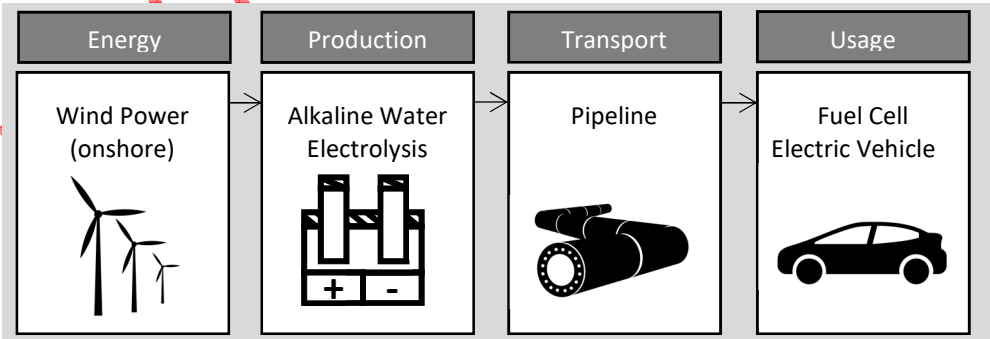 Energy
Production
Transport
Usage
Wind Power
(onshore)
Alkaline Water
Electrolysis
Pipeline
Fuel Cell
Electric Vehicle
+ -